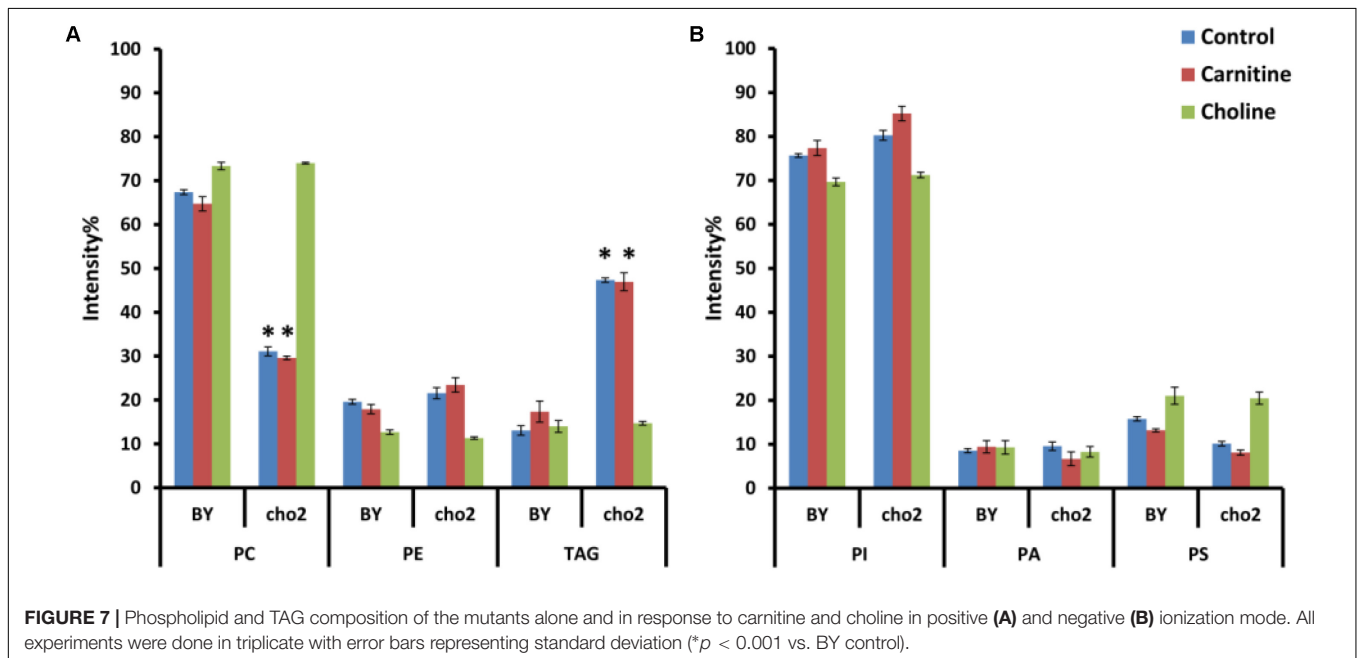 A
100
90
80
70
60
50
40
30
20
10
0
Intensity%
* *
* *
BY cho2 BY cho2 BY cho2
PC PE TAG
B
100
90
80
70
60
50
40
30
20
10
0
Intensity%
Control
Carnitine
Choline
BY cho2 BY cho2 BY cho2
PI PA PS
FIGURE 7 | Phospholipid and TAG composition of the mutants alone and in response to carnitine and choline in positive (A) and negative (B) ionization mode. All
experiments were done in triplicate with error bars representing standard deviation (*p < 0.001 vs. BY control).